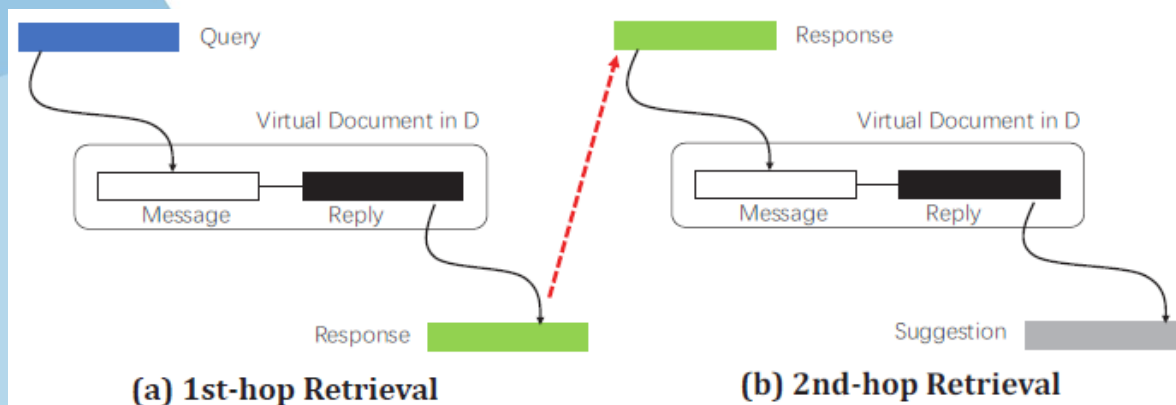 Query
Virtual Document in D
Message
Reply
Response
(a) 1st-hop Retrieval
Response
Virtual Document in D
Message
Reply
Suggestion
(b) 2nd-hop Retrieval